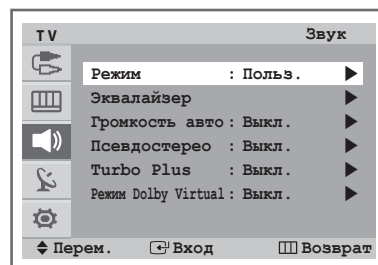 TV Звук
Режим : Польз.
Эквалайзер
Громкость авто : Выкл.
Псевдостерео : Выкл.
Turbo Plus : Выкл.
Режим Dolby Virtual : Выкл.
Перем. Вход Возврат